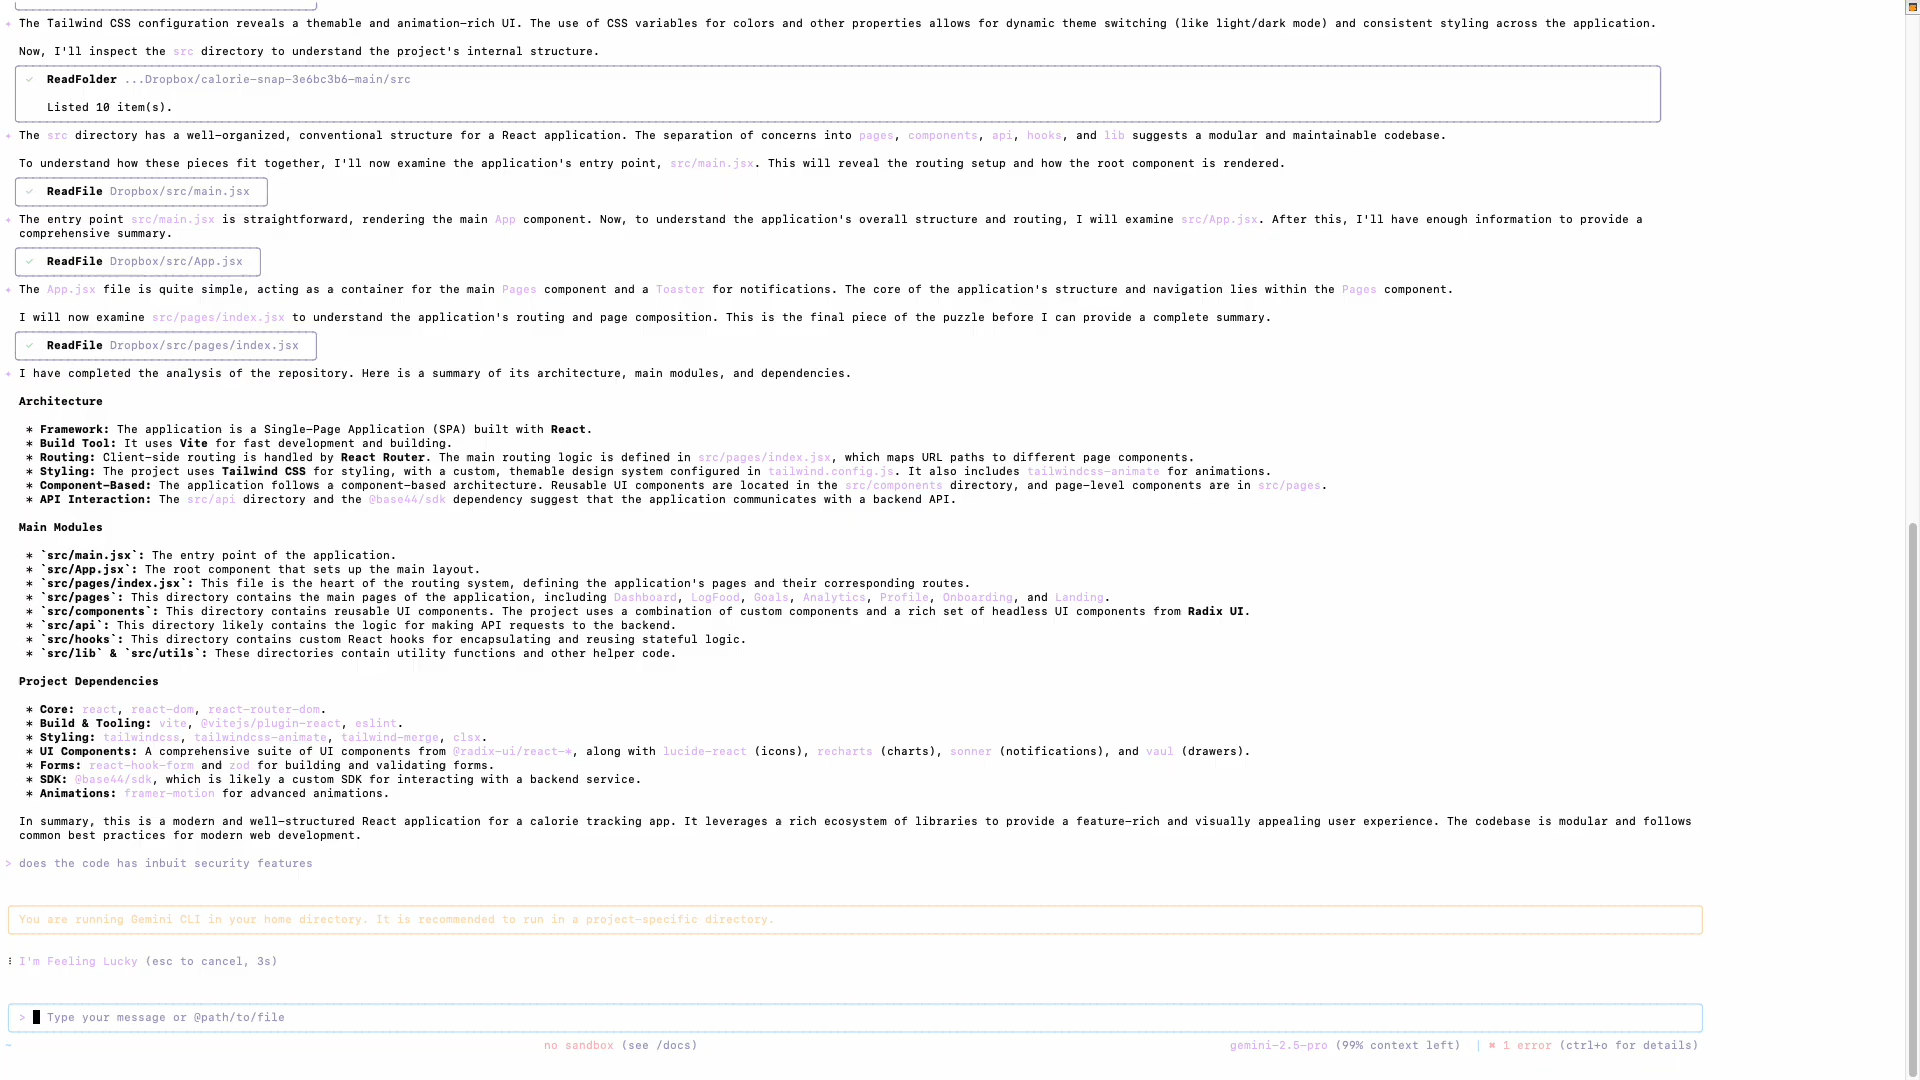 ✦ The Tailwind CSS configuration reveals a themable and animation-rich UI. The use of CSS variables for colors and other properties allows for dynamic theme switching (like light/dark mode) and consistent styling across the application.
Now, I'll inspect the src directory to understand the project's internal structure.
✓ ReadFolder ...Dropbox/calorie-snap-3e6bc3b6-main/src
Listed 10 item(s).
✦ The src directory has a well-organized, conventional structure for a React application. The separation of concerns into pages, components, api, hooks, and lib suggests a modular and maintainable codebase.
To understand how these pieces fit together, I'll now examine the application's entry point, src/main.jsx. This will reveal the routing setup and how the root component is rendered.
✓ ReadFile Dropbox/src/main.jsx
✦ The entry point src/main.jsx is straightforward, rendering the main App component. Now, to understand the application's overall structure and routing, I will examine src/App.jsx. After this, I'll have enough information to provide a
comprehensive summary.
✓ ReadFile Dropbox/src/App.jsx
✦ The App.jsx file is quite simple, acting as a container for the main Pages component and a Toaster for notifications. The core of the application's structure and navigation lies within the Pages component.
I will now examine src/pages/index.jsx to understand the application's routing and page composition. This is the final piece of the puzzle before I can provide a complete summary.
✓ ReadFile Dropbox/src/pages/index.jsx
✦ I have completed the analysis of the repository. Here is a summary of its architecture, main modules, and dependencies.
Architecture
* Framework: The application is a Single-Page Application (SPA) built with React.
* Build Tool: It uses Vite for fast development and building.
* Routing: Client-side routing is handled by React Router. The main routing logic is defined in src/pages/index.jsx, which maps URL paths to different page components.
* Styling: The project uses Tailwind CSS for styling, with a custom, themable design system configured in tailwind.config.js. It also includes tailwindcss-animate for animations.
* Component-Based: The application follows a component-based architecture. Reusable UI components are located in the src/components directory, and page-level components are in src/pages.
* API Interaction: The src/api directory and the @base44/sdk dependency suggest that the application communicates with a backend API.
Main Modules
* `src/main.jsx`: The entry point of the application.
* `src/App.jsx`: The root component that sets up the main layout.
* `src/pages/index.jsx`: This file is the heart of the routing system, defining the application's pages and their corresponding routes.
* `src/pages`: This directory contains the main pages of the application, including Dashboard, LogFood, Goals, Analytics, Profile, Onboarding, and Landing.
* `src/components`: This directory contains reusable UI components. The project uses a combination of custom components and a rich set of headless UI components from Radix UI.
* `src/api`: This directory likely contains the logic for making API requests to the backend.
* `src/hooks`: This directory contains custom React hooks for encapsulating and reusing stateful logic.
* `src/lib` & `src/utils`: These directories contain utility functions and other helper code.
Project Dependencies
* Core: react, react-dom, react-router-dom.
* Build & Tooling: vite, @vitejs/plugin-react, eslint.
* Styling: tailwindcss, tailwindcss-animate, tailwind-merge, clsx.
* UI Components: A comprehensive suite of UI components from @radix-ui/react-*, along with lucide-react (icons), recharts (charts), sonner (notifications), and vaul (drawers).
* Forms: react-hook-form and zod for building and validating forms.
* SDK: @base44/sdk, which is likely a custom SDK for interacting with a backend service.
* Animations: framer-motion for advanced animations.
In summary, this is a modern and well-structured React application for a calorie tracking app. It leverages a rich ecosystem of libraries to provide a feature-rich and visually appealing user experience. The codebase is modular and follows
common best practices for modern web development.
> does the code has inbuit security features
You are running Gemini CLI in your home directory. It is recommended to run in a project-specific directory.
⠸ I'm Feeling Lucky (esc to cancel, 3s)
> Type your message or @path/to/file
~ no sandbox (see /docs) gemini-2.5-pro (99% context left) | ✖ 1 error (ctrl+o for details)